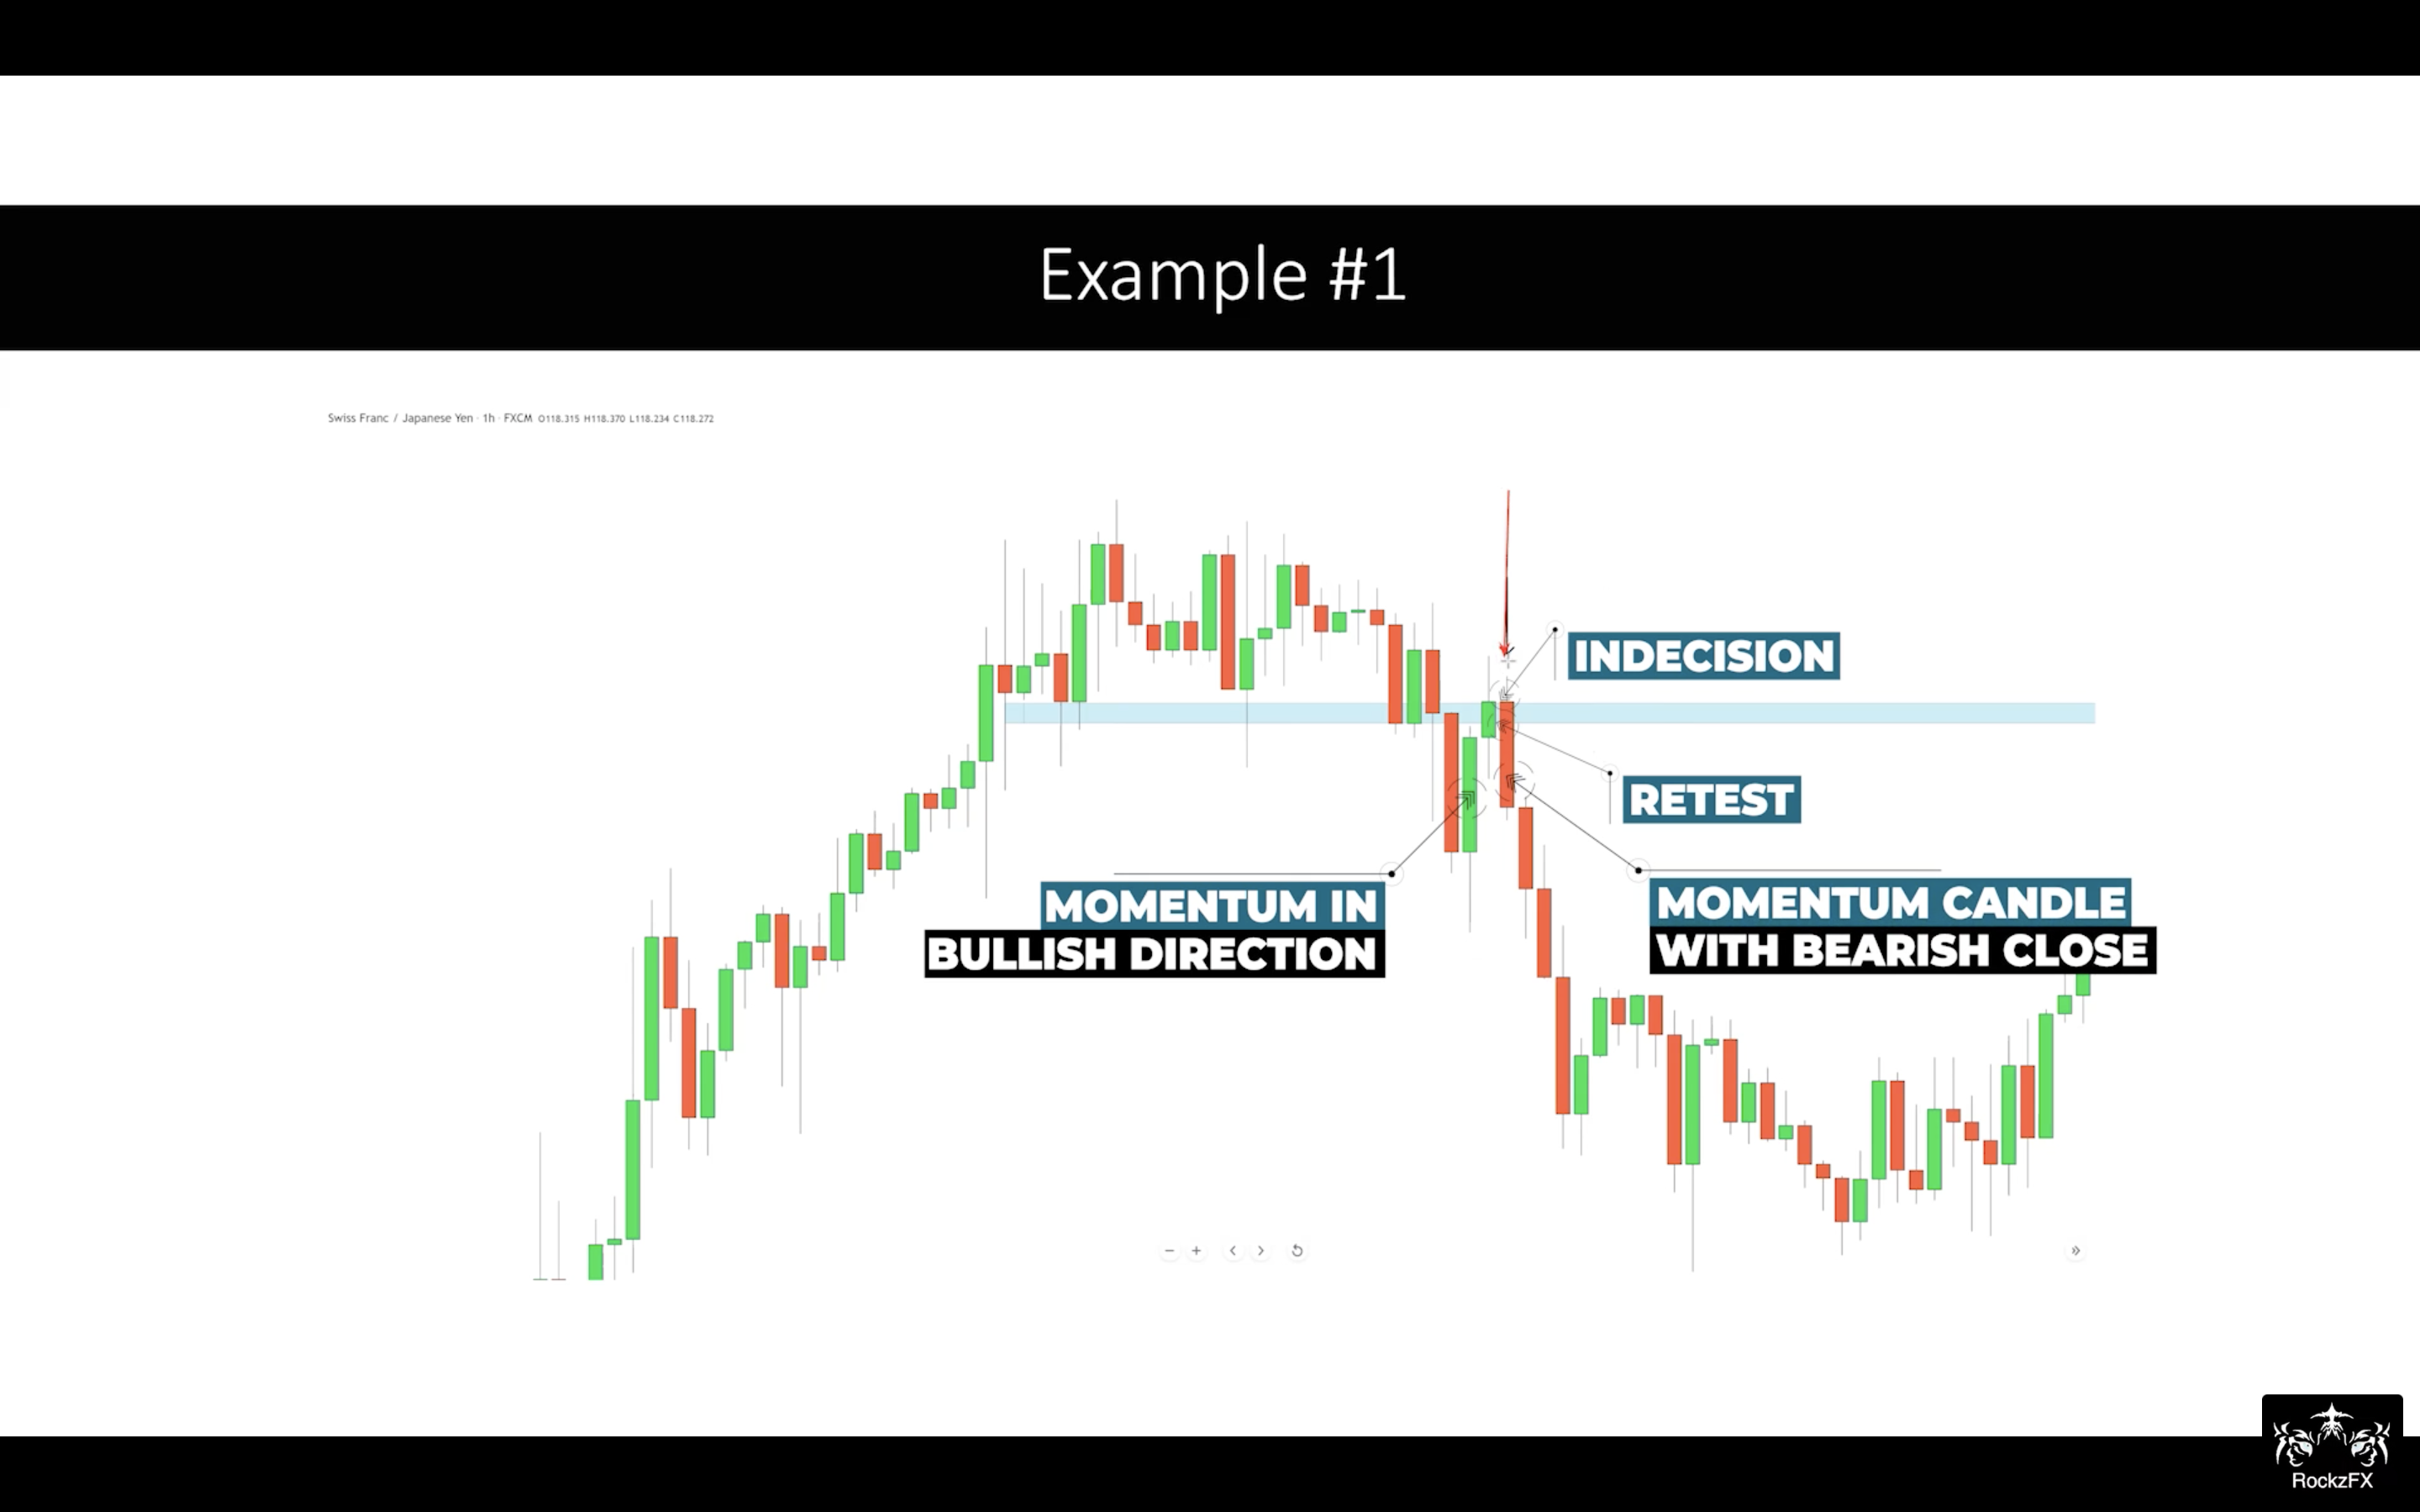 Example #1
Swiss Franc / Japanese Yen · 1h · FXCM O118.315 H118.370 L118.234 C118.272
INDECISION
RETEST
MOMENTUM IN
BULLISH DIRECTION
MOMENTUM CANDLE
WITH BEARISH CLOSE
RockzFX